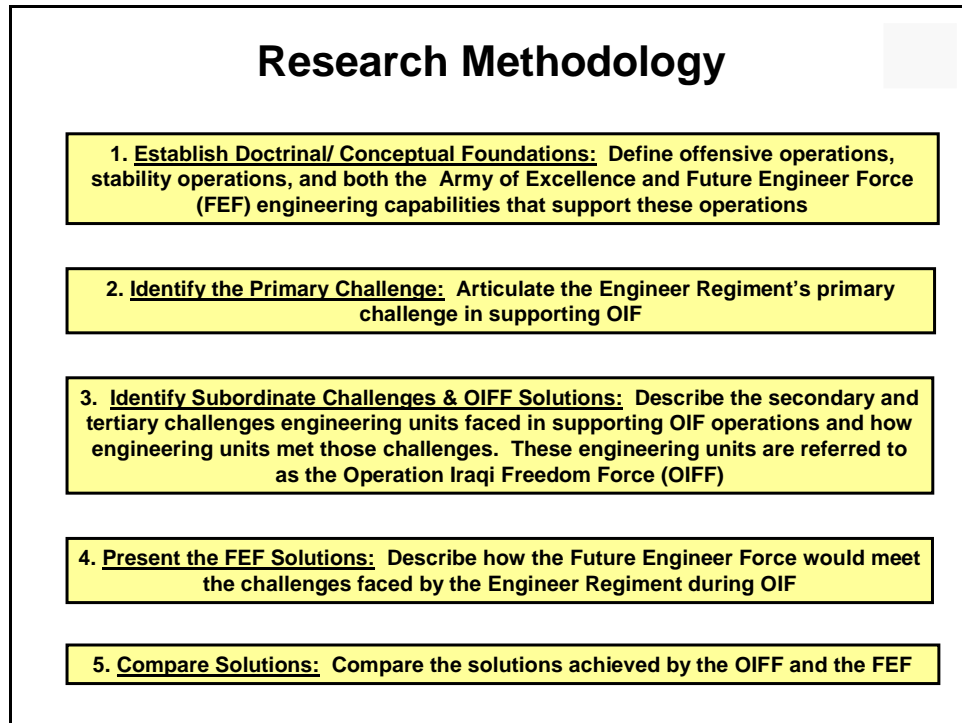 Research Methodology
1. Establish Doctrinal/ Conceptual Foundations: Define offensive operations,
stability operations, and both the Army of Excellence and Future Engineer Force
(FEF) engineering capabilities that support these operations
2. Identify the Primary Challenge: Articulate the Engineer Regiment's primary
challenge in supporting OIF
3. Identify Subordinate Challenges & OIFF Solutions: Describe the secondary and
tertiary challenges engineering units faced in supporting OIF operations and how
engineering units met those challenges. These engineering units are referred to
as the Operation Iraqi Freedom Force (OIFF)
4. Present the FEF Solutions: Describe how the Future Engineer Force would meet
the challenges faced by the Engineer Regiment during OIF
5. Compare Solutions: Compare the solutions achieved by the OIFF and the FEF